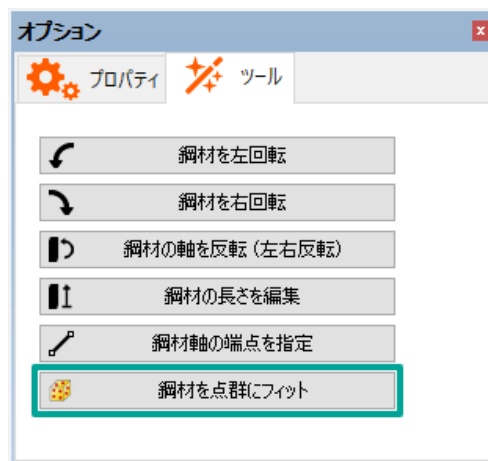 オプション
プロパティ ツール
鋼材を左回転
鋼材を右回転
鋼材の軸を反転 (左右反転)
鋼材の長さを編集
鋼材軸の端点を指定
鋼材を点群にフィット